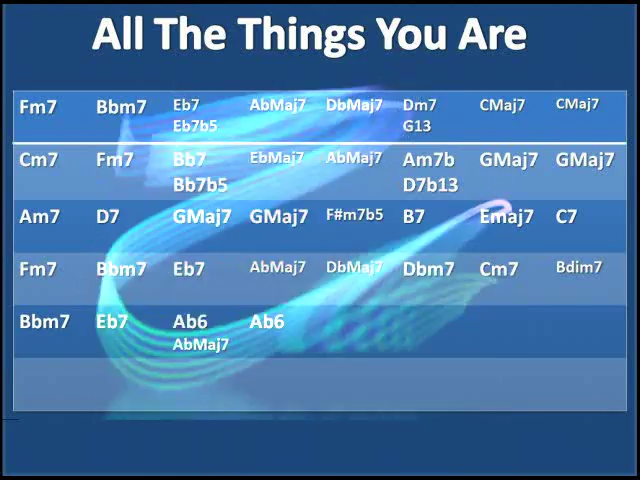 All The Things You Are
Fm7 Bbm7 Eb7 AbMaj7 DbMaj7 Dm7 CMaj7 CMaj7
Eb7b5 G13
Cm7 Fm7 Bb7 EbMaj7 AbMaj7 Am7b GMaj7 GMaj7
Bb7b5 D7b13
Am7 D7 GMaj7 GMaj7 F#m7b5 B7 Emaj7 C7
Fm7 Bbm7 Eb7 AbMaj7 DbMaj7 Dbm7 Cm7 Bdim7
Bbm7 Eb7 Ab6 Ab6
AbMaj7